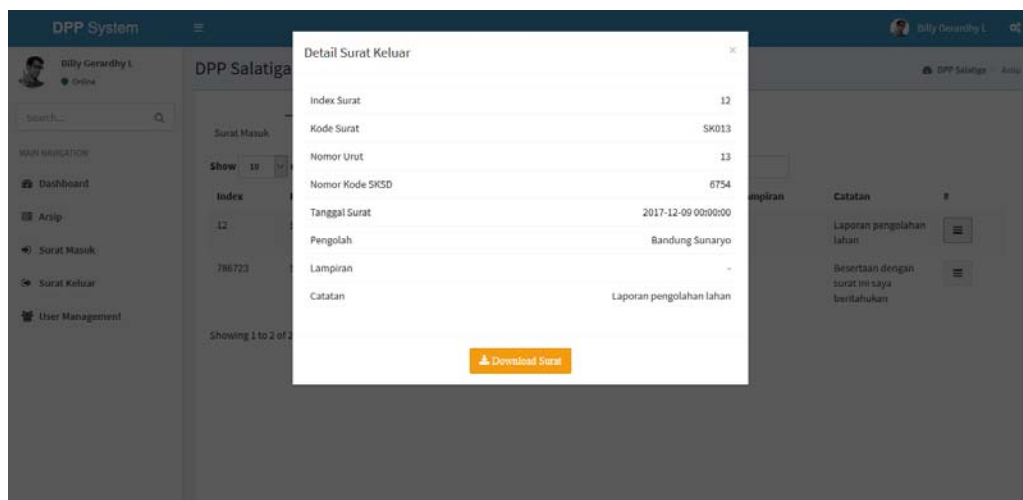 DPP System
Billy Gerardhy L
Billy Gerardhy L
Online
DPP Salatiga
DPP Salatiga
Search...
MAIN NAVIGATION
Dashboard
Arsip
Surat Masuk
Surat Keluar
User Management
Surat Masuk
Show 10
Index
Catatan
#
12
Laporan pengolahan
lahan
786723
Besertaan dengan
surat ini saya
beritahukan
Showing 1 to 2 of 2
Detail Surat Keluar
×
Index Surat 12
Kode Surat SK013
Nomor Urut 13
Nomor Kode SKSD 6754
Tanggal Surat 2017-12-09 00:00:00
Pengolah Bandung Sunaryo
Lampiran -
Catatan Laporan pengolahan lahan
Download Surat